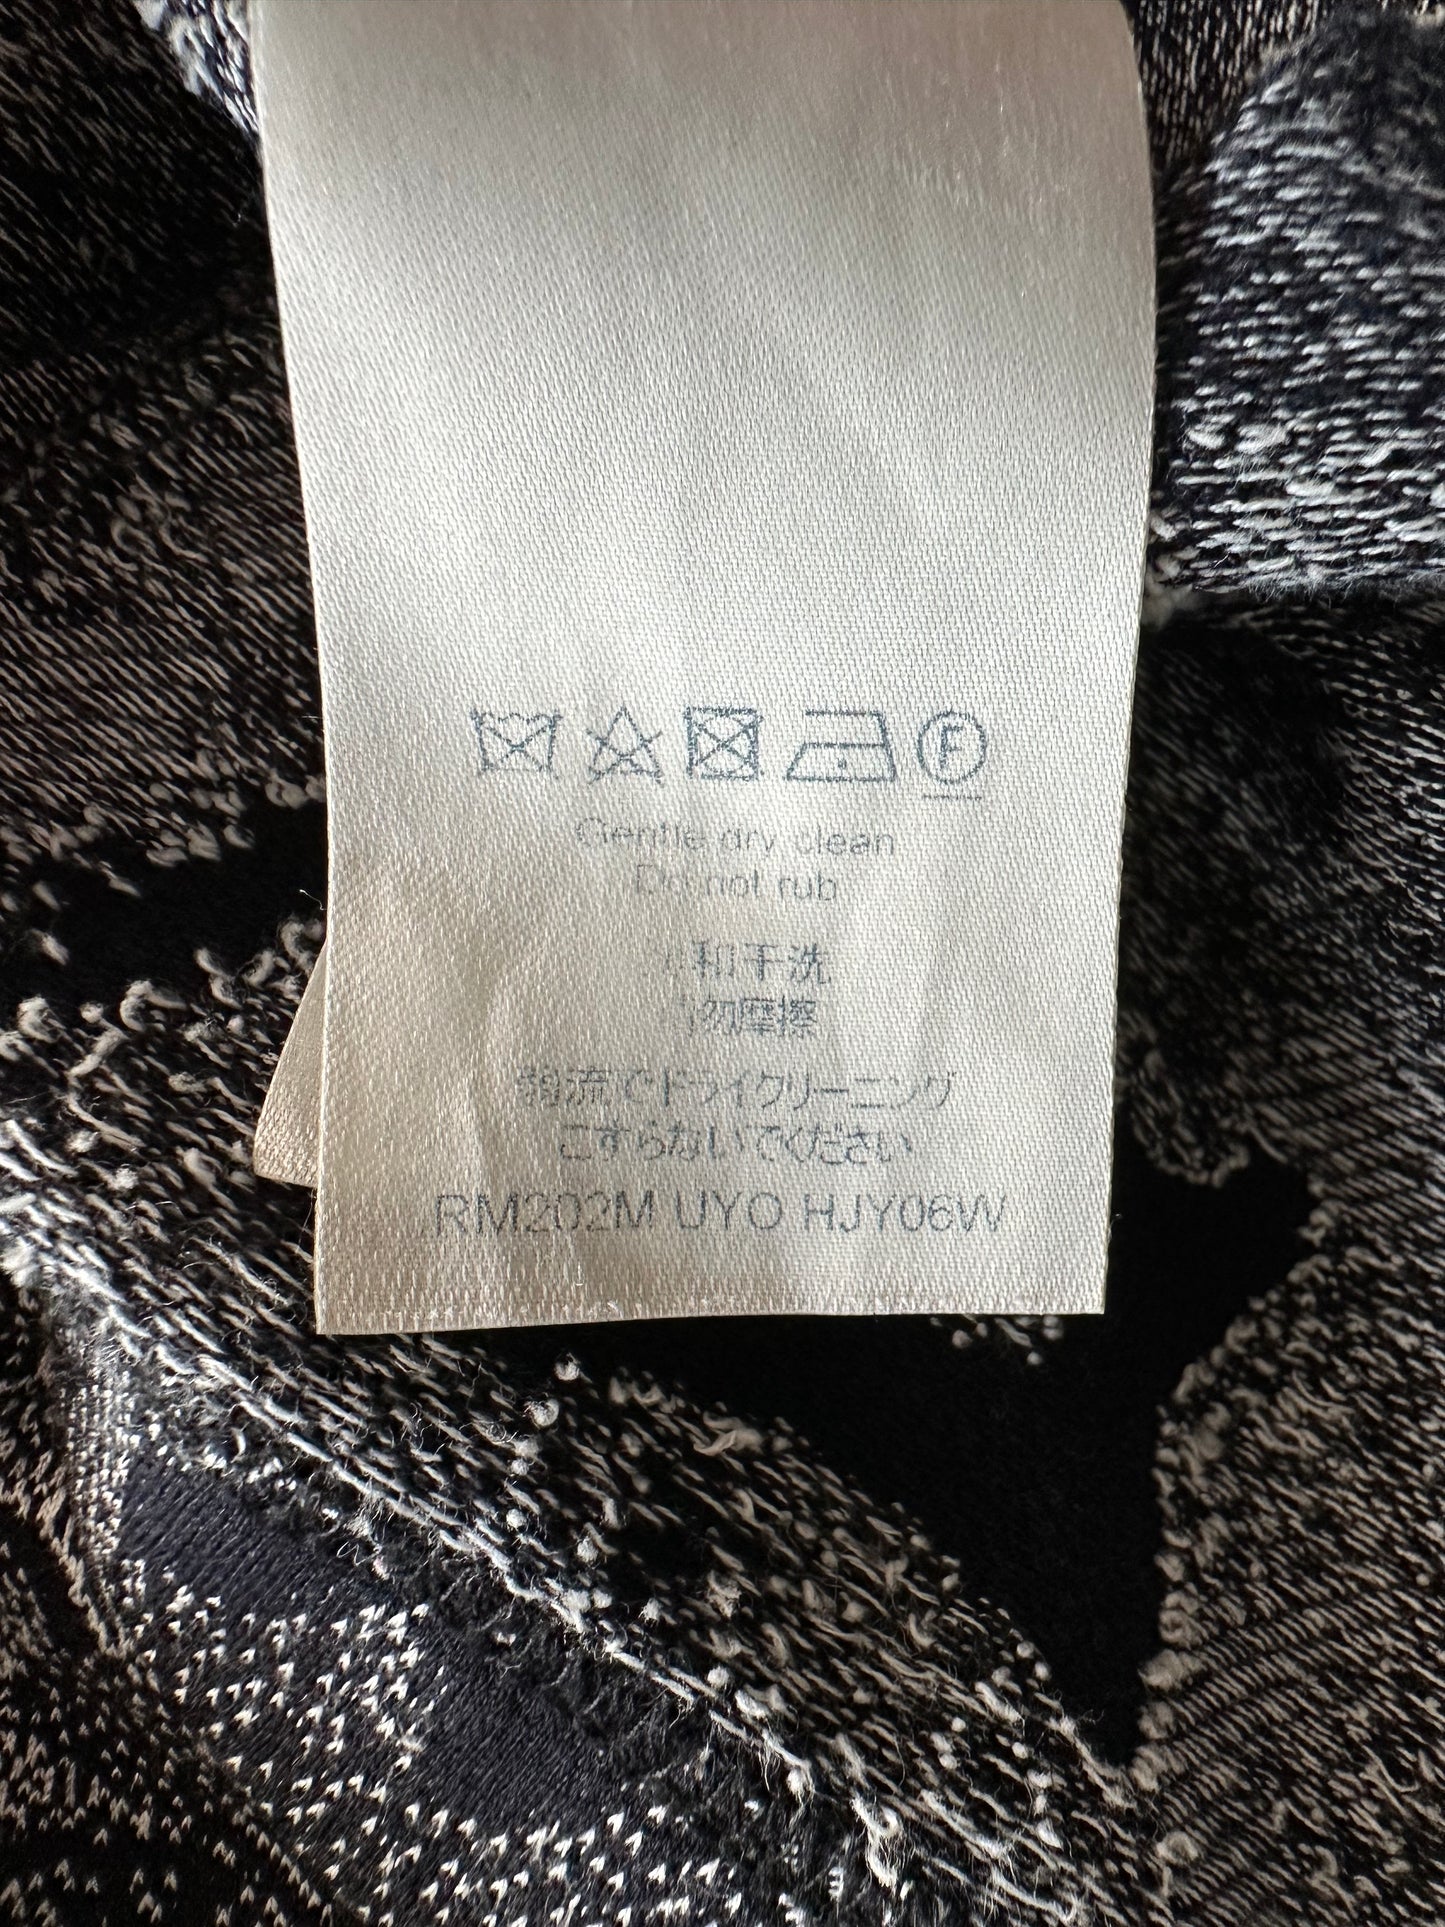 F
Gentle dry clean
Do not rub
和干洗
勿摩擦
弱流でドライクリーニング
こすらないでください
RM202M UYO HJY06W